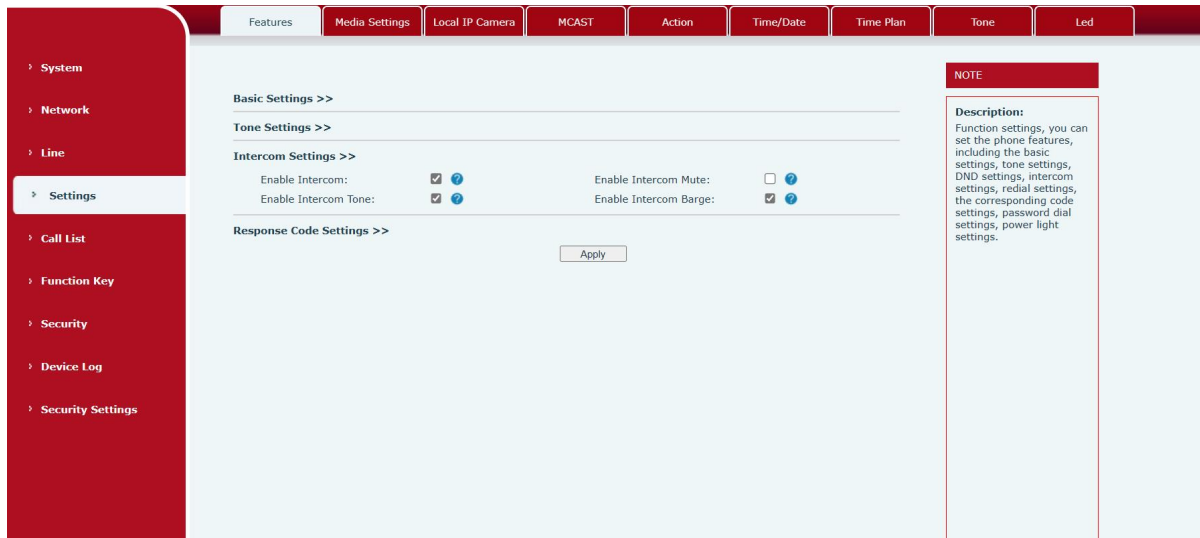 Features
Media Settings
Local IP Camera
MCAST
Action
Time/Date
Time Plan
Tone
Led
› System
› Network
› Line
› Settings
› Call List
› Function Key
› Security
› Device Log
› Security Settings
Basic Settings >>
Tone Settings >>
Intercom Settings >>
Enable Intercom: ? Enable Intercom Mute: ?
Enable Intercom Tone: ? Enable Intercom Barge: ?
Response Code Settings >>
Apply
NOTE
Description:
Function settings, you can
set the phone features,
including the basic
settings, tone settings,
DND settings, intercom
settings, redial settings,
the corresponding code
settings, password dial
settings, power light
settings.